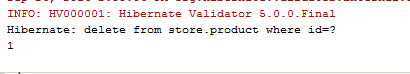 INFO: HV000001: Hibernate Validator 5.0.0.Final
Hibernate: delete from store.product where id=?
1